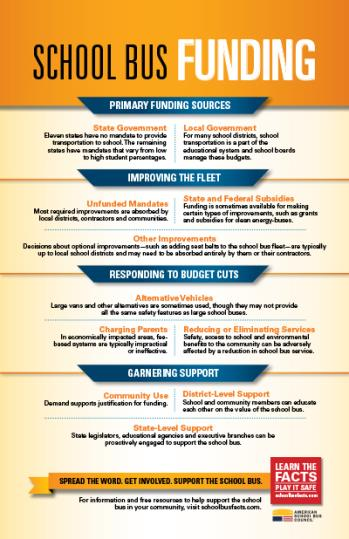 SCHOOL BUS FUNDING
PRIMARY FUNDING SOURCES
State Government
Eleven states have no mandate to provide
transportation to school. The remaining
states have mandates that vary from low
to high student percentages.
Local Government
For many school districts, school
transportation is a part of the
educational system and school boards
manage these budgets.
IMPROVING THE FLEET
Unfunded Mandates
Most required improvements are absorbed by
local districts, contractors and communities.
State and Federal Subsidies
Funding is sometimes available for making
certain types of improvements, such as grants
and subsidies for clean energy-buses.
Other Improvements
Decisions about optional improvements—such as adding seat belts to the school bus fleet—are typically
up to local school districts and may need to be absorbed entirely by them or their contractors.
RESPONDING TO BUDGET CUTS
Alternative Vehicles
Large vans and other alternatives are sometimes used, though they may not provide
all the same safety features as large school buses.
Charging Parents
In economically impacted areas, fee-
based systems are typically impractical
or ineffective.
Reducing or Eliminating Services
Safety, access to school and environmental
benefits to the community can be adversely
affected by a reduction in school bus service.
GARNERING SUPPORT
Community Use
Demand supports justification for funding.
District-Level Support
School and community members can educate
each other on the value of the school bus.
State-Level Support
State legislators, educational agencies and executive branches can be
proactively engaged to support the school bus.
SPREAD THE WORD. GET INVOLVED. SUPPORT THE SCHOOL BUS.
For information and free resources to help support the school
bus in your community, visit schoolbusfacts.com.
LEARN THE
FACTS
PLAY IT SAFE
schoolbusfacts.com
AMERICAN
SCHOOL BUS
COUNCIL